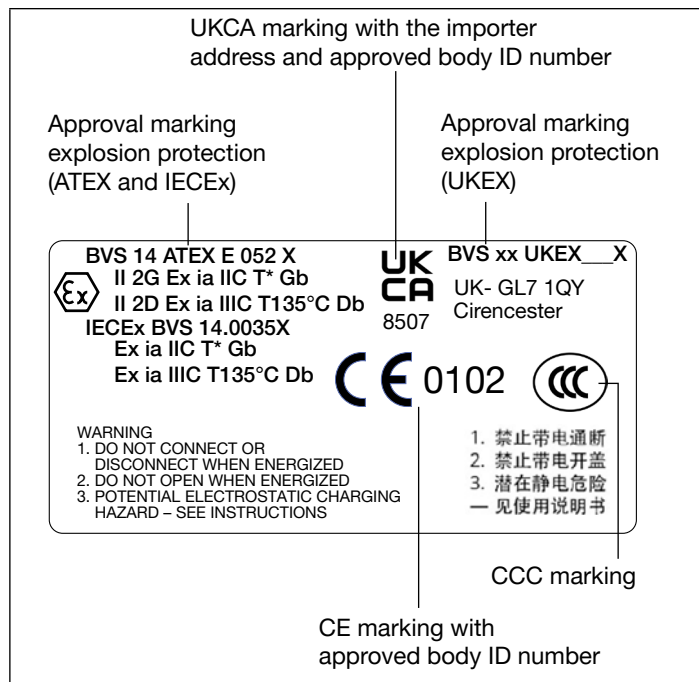 UKCA marking with the importer
address and approved body ID number
Approval marking
explosion protection
(ATEX and IECEx)
Approval marking
explosion protection
(UKEX)
BVS 14 ATEX E 052 X
Ex
II 2G Ex ia IIC T* Gb
II 2D Ex ia IIIC T135°C Db
IECEx BVS 14.0035X
Ex ia IIC T* Gb
Ex ia IIIC T135°C Db
UK
CA
8507
BVS xx UKEX___X
UK- GL7 1QY
Cirencester
CE 0102
CCC
WARNING
1. DO NOT CONNECT OR
DISCONNECT WHEN ENERGIZED
2. DO NOT OPEN WHEN ENERGIZED
3. POTENTIAL ELECTROSTATIC CHARGING
HAZARD – SEE INSTRUCTIONS
1. 禁止带电通断
2. 禁止带电开盖
3. 潜在静电危险
— 见使用说明书
CCC marking
CE marking with
approved body ID number